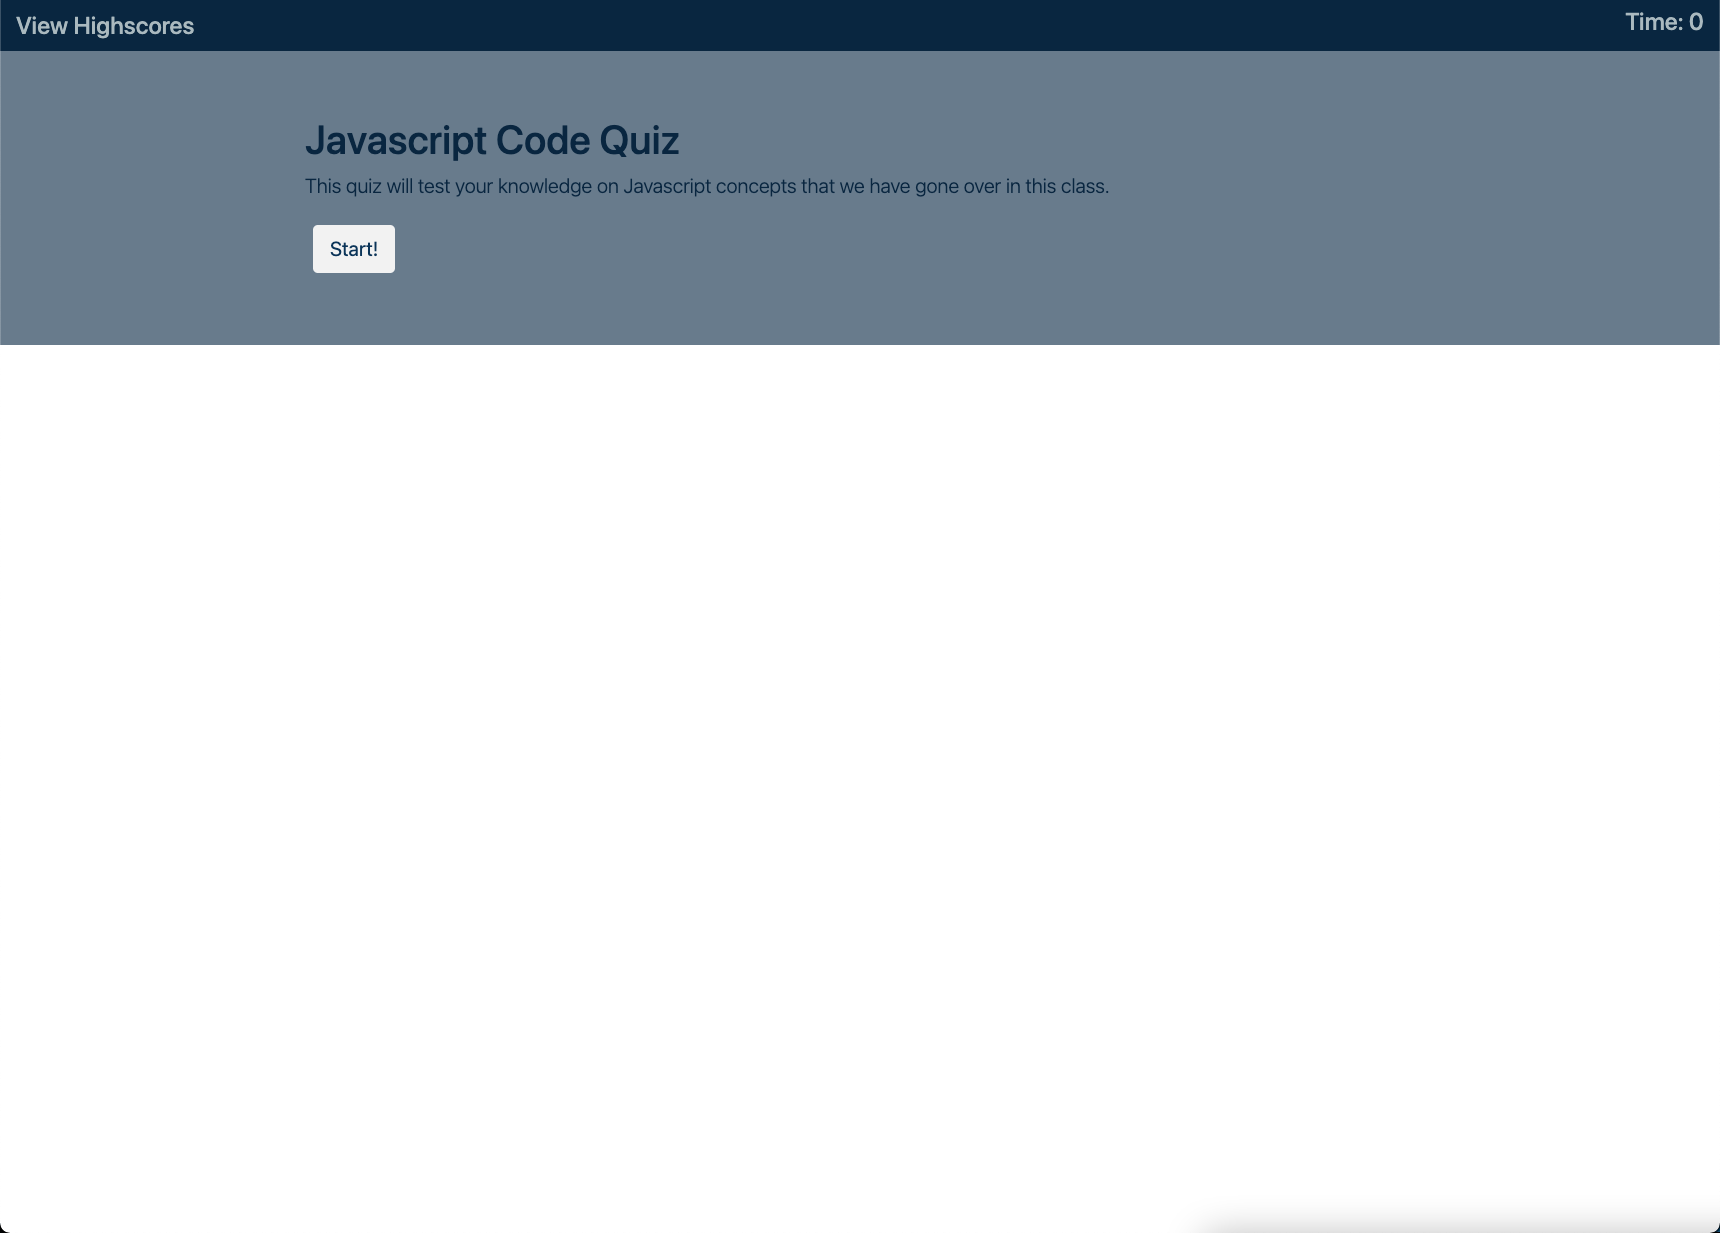 View Highscores
Time: 0
Javascript Code Quiz
This quiz will test your knowledge on Javascript concepts that we have gone over in this class.
Start!